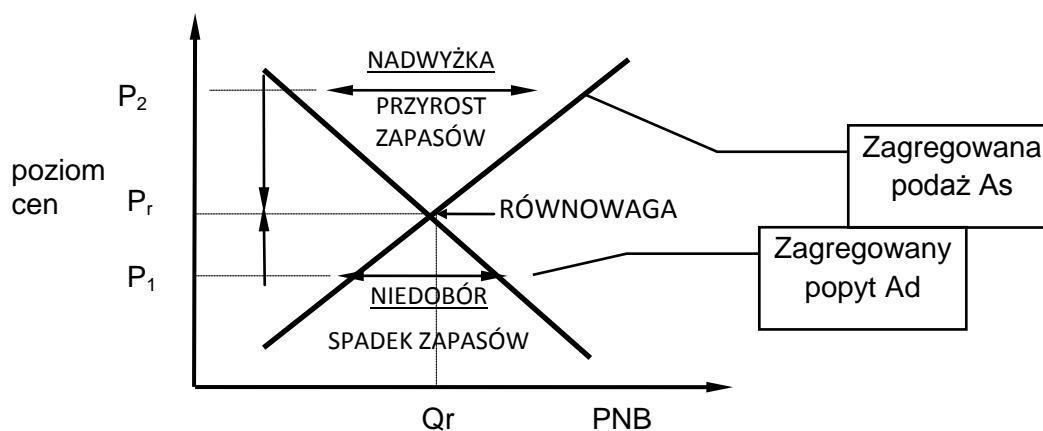 NADWYŻKA
P₂
PRZYROST
ZAPASÓW
Zagregowana
podaż As
poziom
cen
Pᵣ
RÓWNOWAGA
Zagregowany
popyt Ad
P₁
NIEDOBÓR
SPADEK ZAPASÓW
Qr
PNB